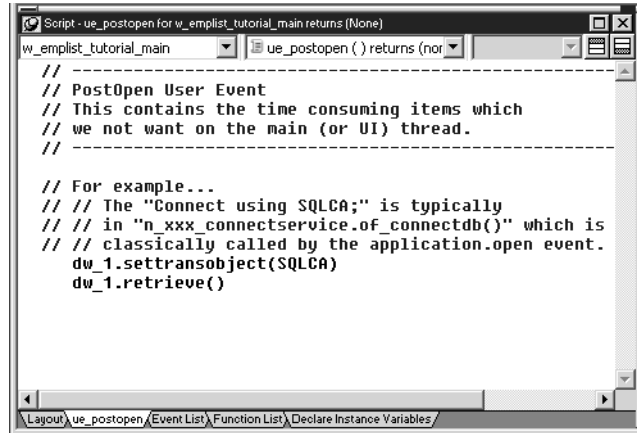 Script - ue_postopen for w_emplist_tutorial_main returns (None)
w_emplist_tutorial_main ue_postopen ( ) returns (nor
// --------------------------------------------------------
// PostOpen User Event
// This contains the time consuming items which
// we not want on the main (or UI) thread.
// --------------------------------------------------------
// For example...
// // The "Connect using SQLCA;" is typically
// // in "n_xxx_connectservice.of_connectdb()" which is
// // classically called by the application.open event.
dw_1.settransobject(SQLCA)
dw_1.retrieve()
Layout ue_postopen Event List Function List Declare Instance Variables